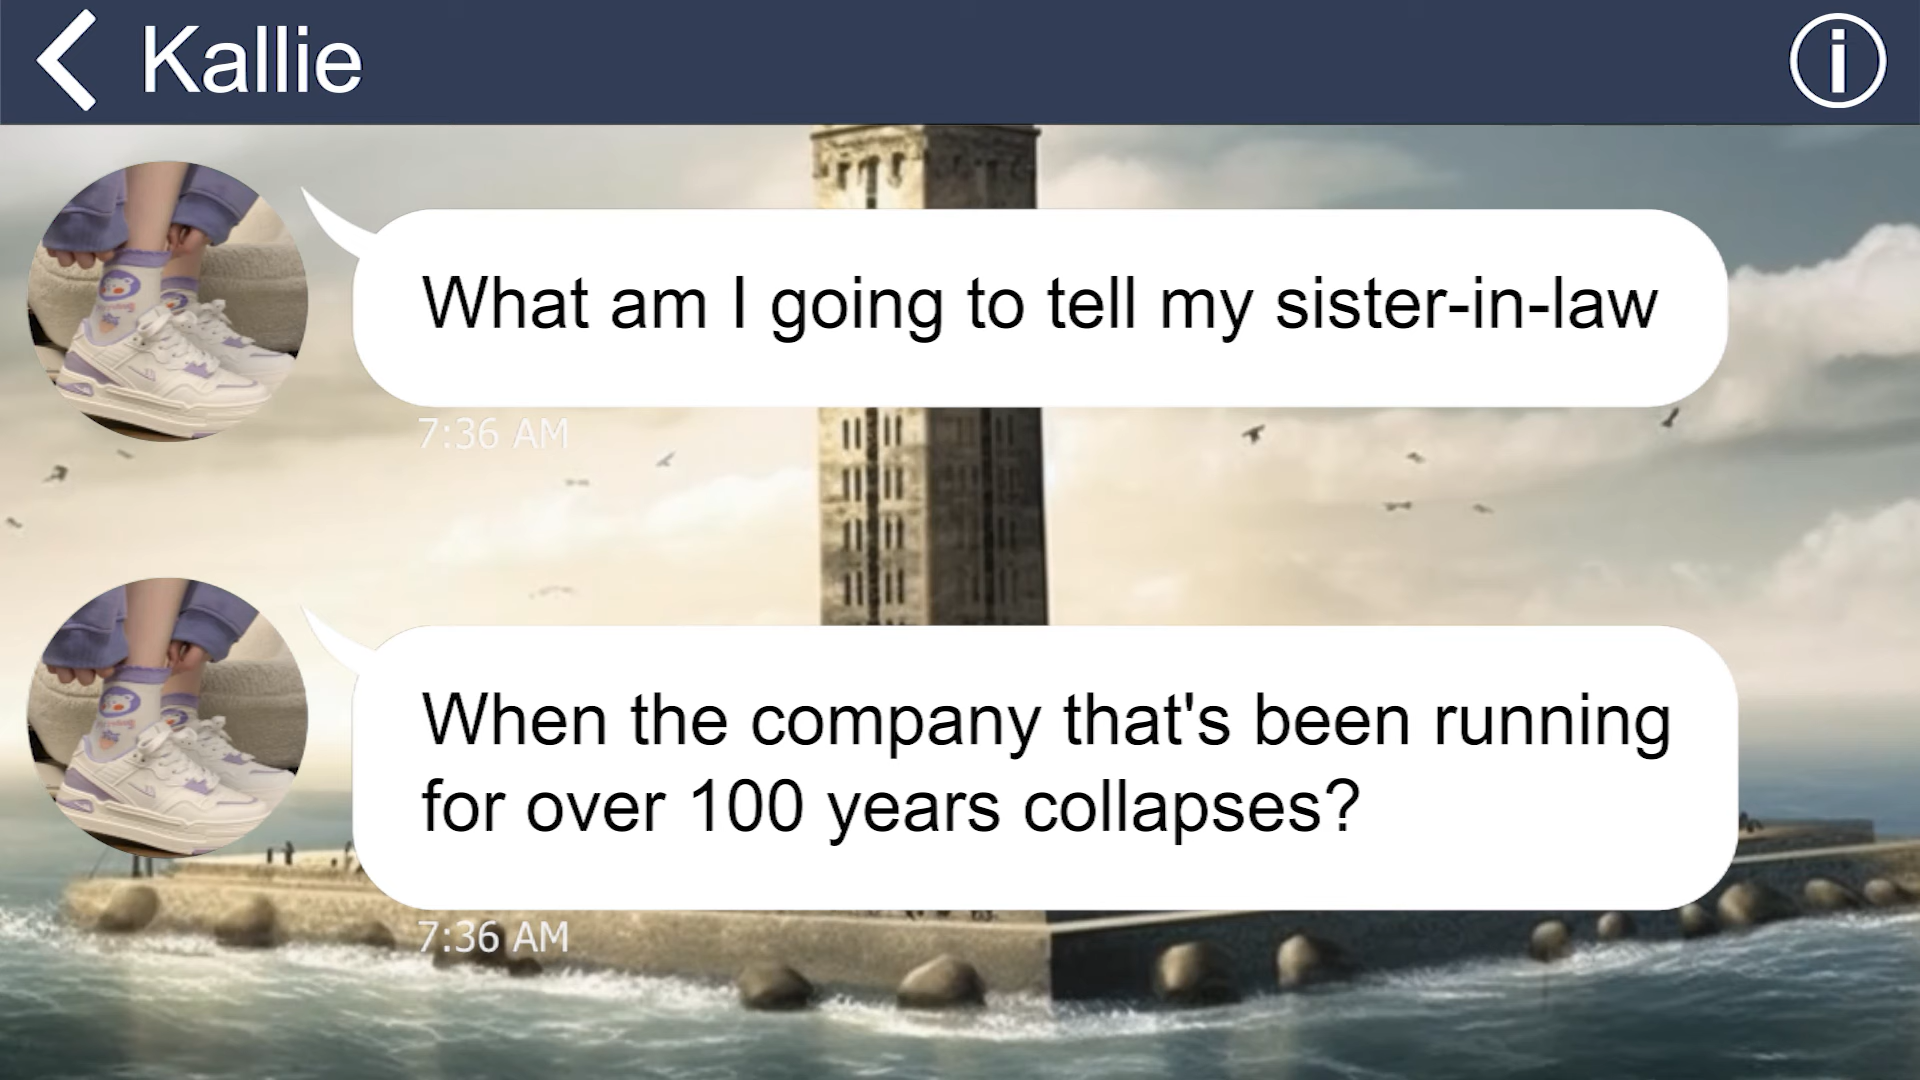 Kallie
What am I going to tell my sister-in-law
7:36 AM
When the company that's been running
for over 100 years collapses?
7:36 AM